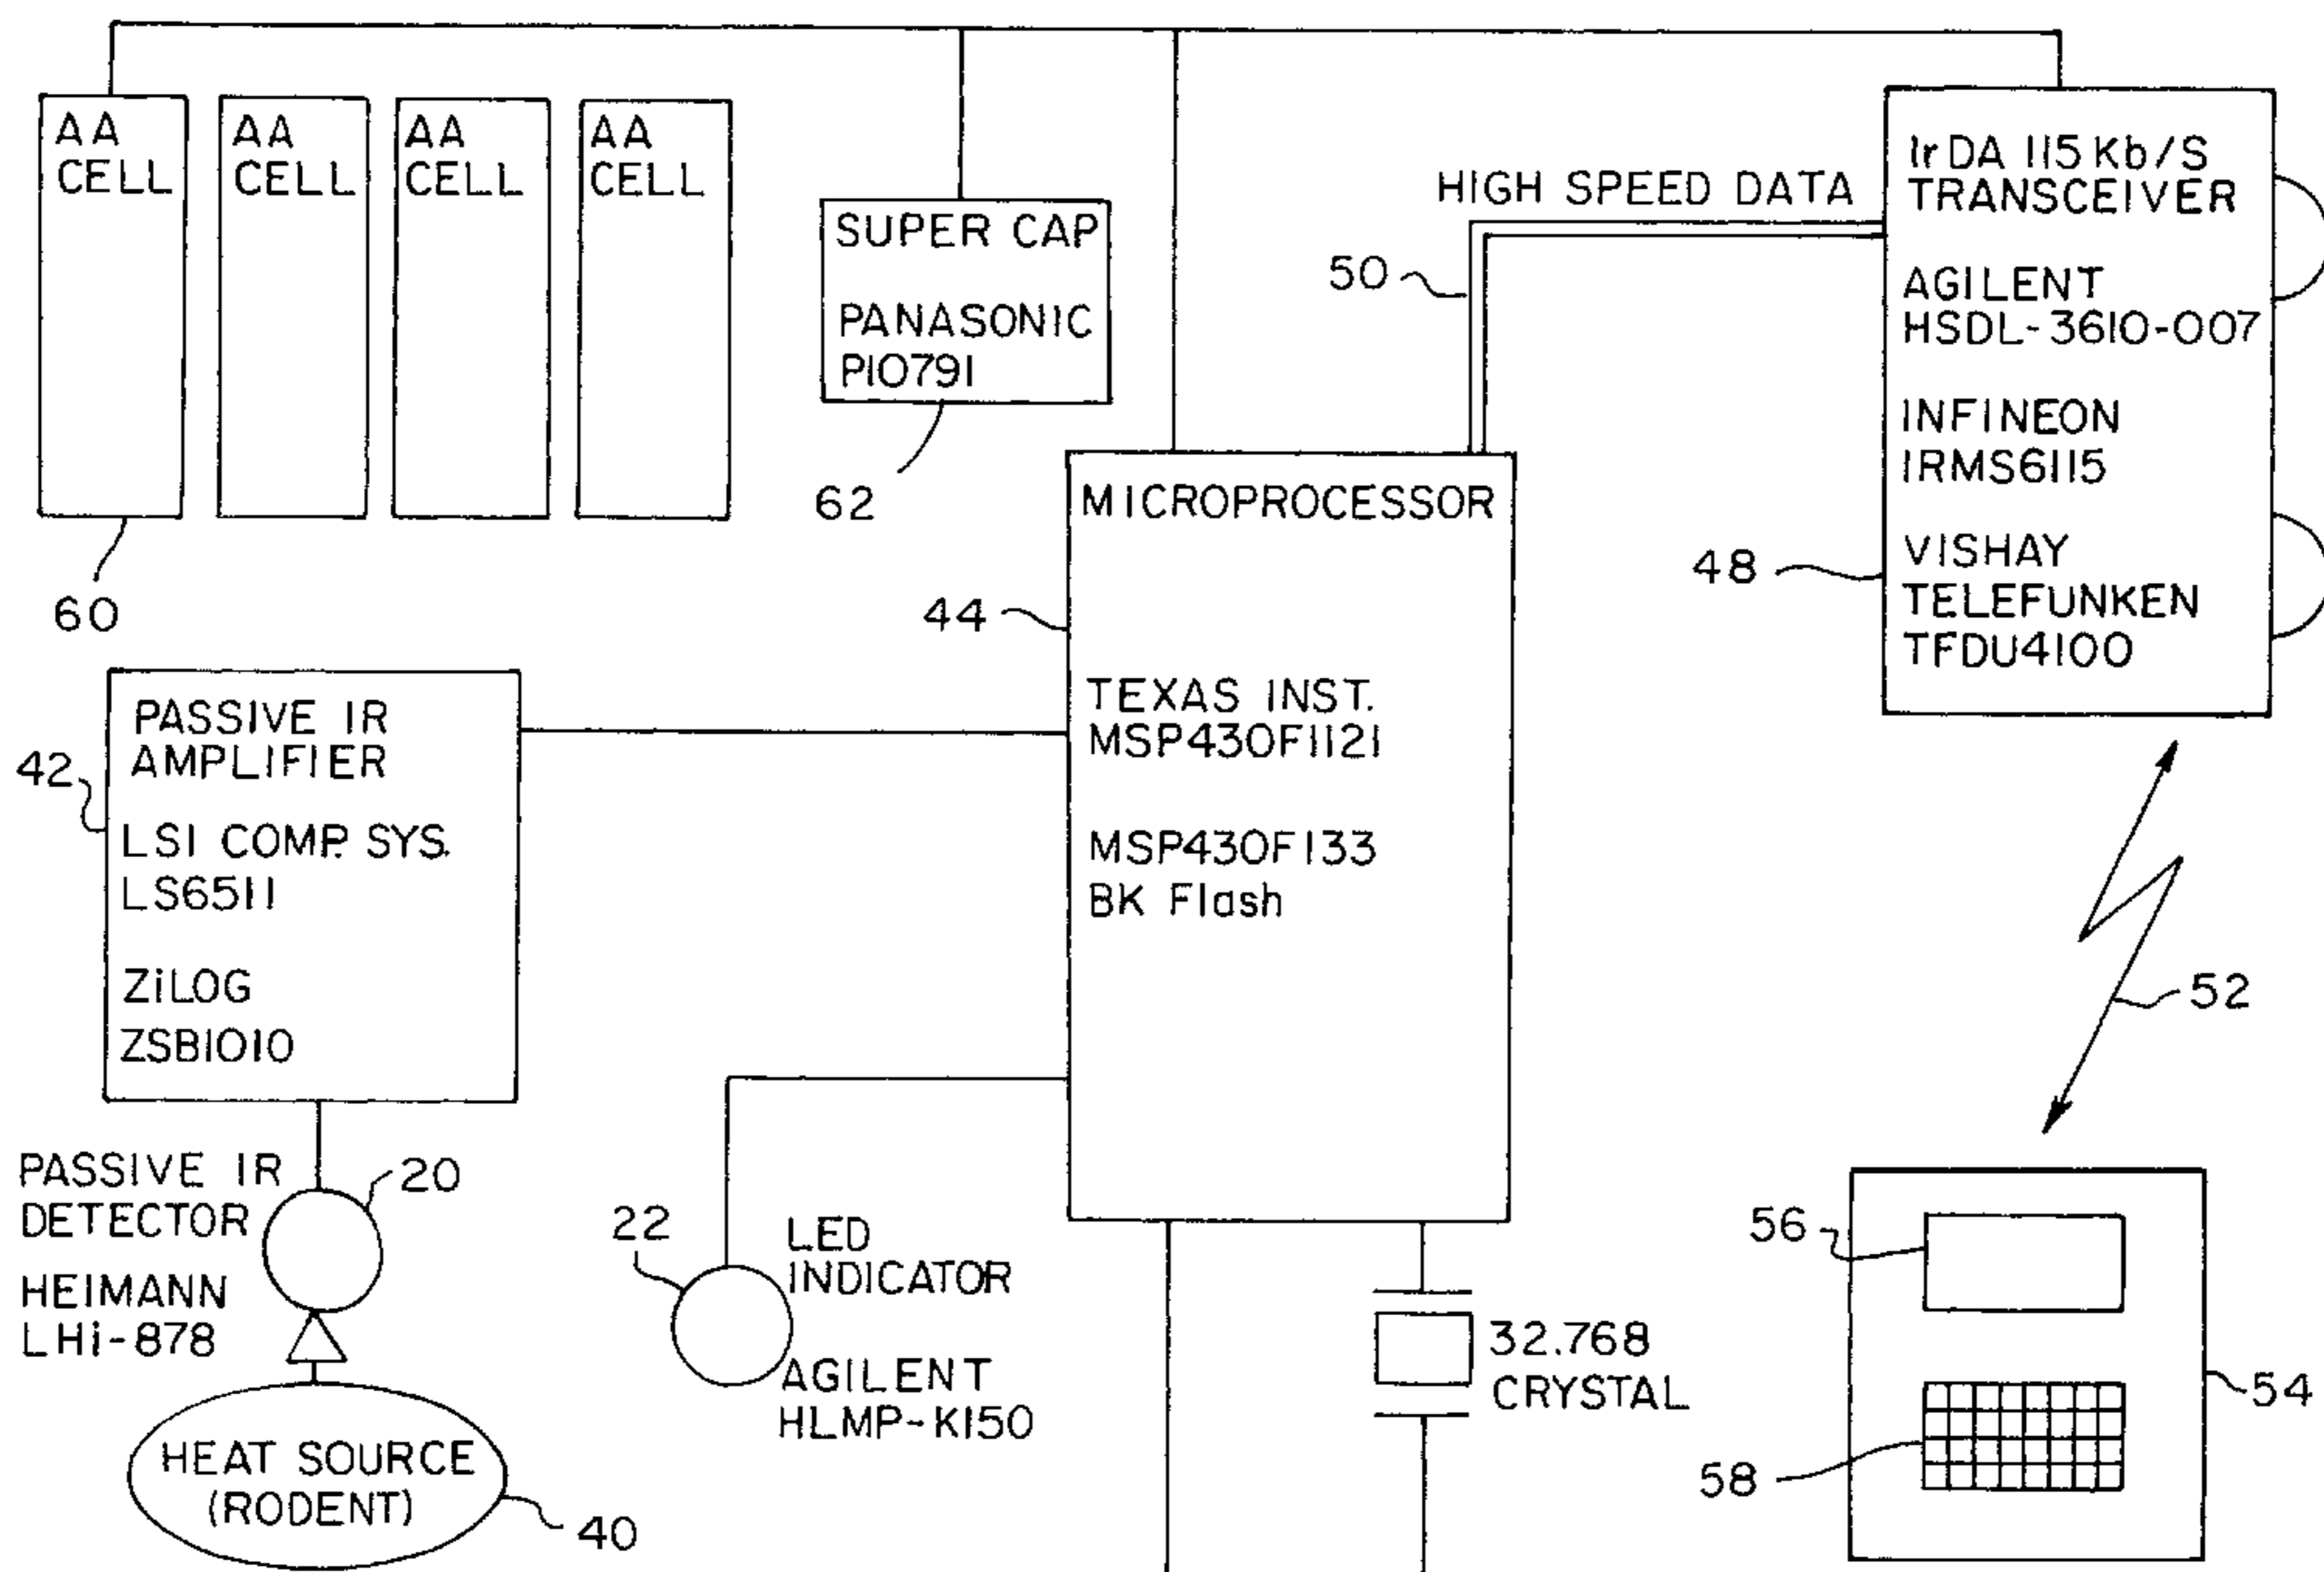 AA
CELL
AA
CELL
AA
CELL
AA
CELL
60
SUPER CAP
PANASONIC
P10791
62
HIGH SPEED DATA
50
IrDA 115Kb/S
TRANSCEIVER
AGILENT
HSDL-3610-007
INFINEON
IRMS6115
VISHAY
TELEFUNKEN
TFDU4100
48
MICROPROCESSOR
44
TEXAS INST.
MSP430F1121
MSP430F133
BK Flash
PASSIVE IR
AMPLIFIER
42
LSI COMP. SYS.
LS6511
ZiLOG
ZSB1010
PASSIVE IR
DETECTOR
20
HEIMANN
LHi-878
HEAT SOURCE
(RODENT)
40
22
LED
INDICATOR
AGILENT
HLMP-K150
32.768
CRYSTAL
52
56
54
58